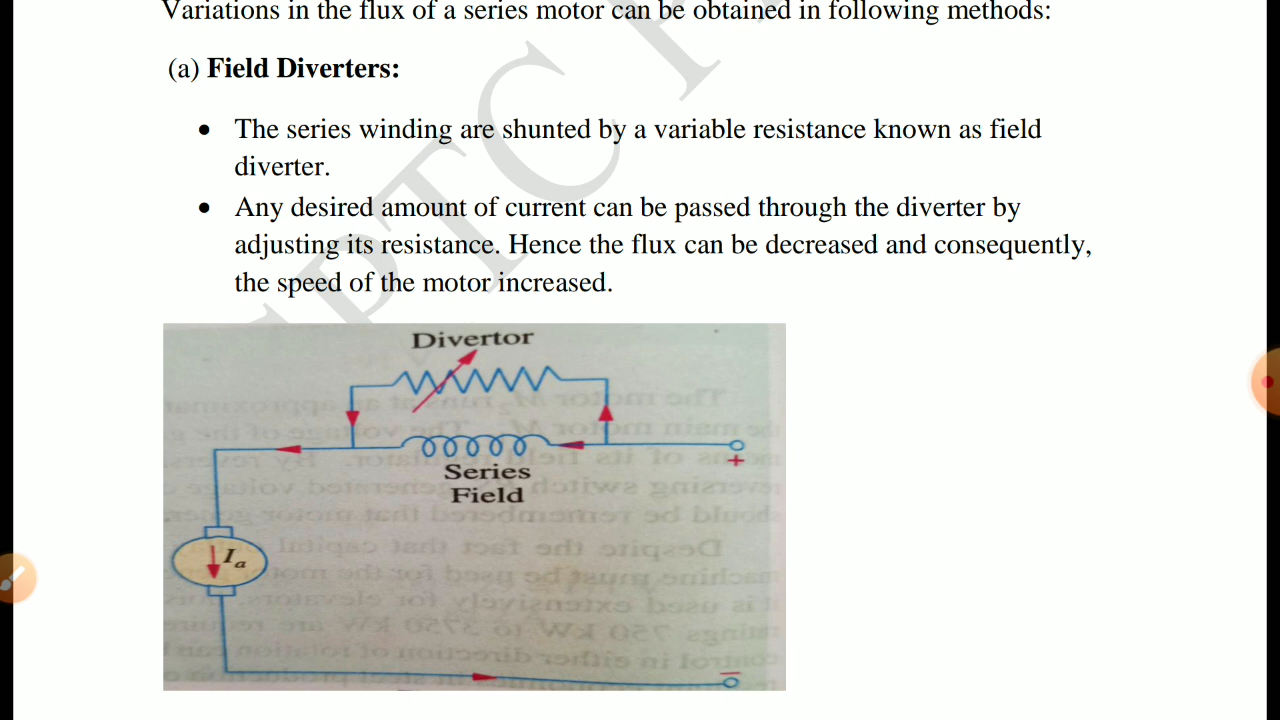 Variations in the flux of a series motor can be obtained in following methods:
(a) Field Diverters:
• The series winding are shunted by a variable resistance known as field
diverter.
• Any desired amount of current can be passed through the diverter by
adjusting its resistance. Hence the flux can be decreased and consequently,
the speed of the motor increased.
Divertor
Series
Field
+
Ia
−